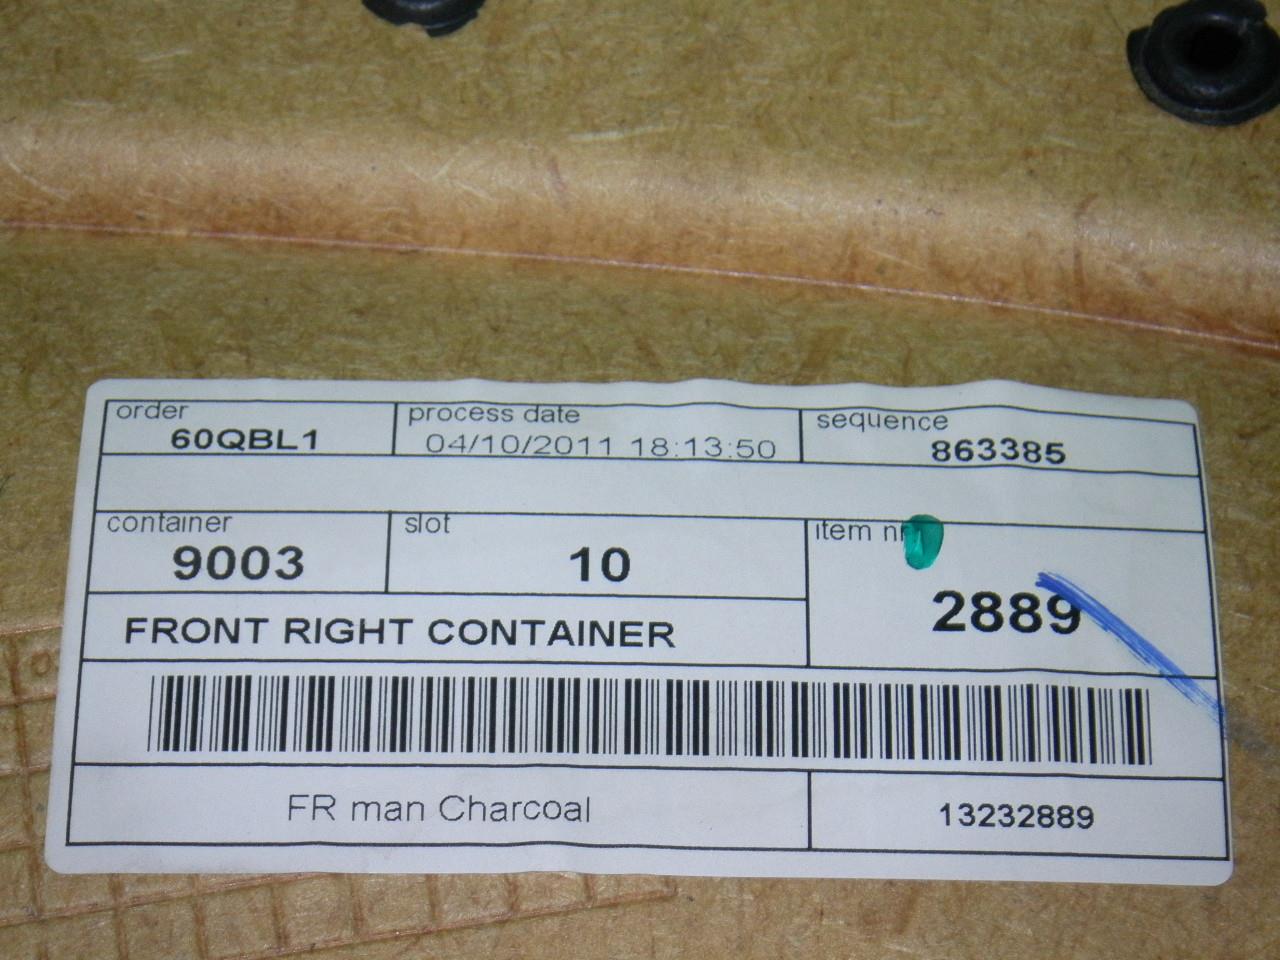 order
60QBL1
process date
04/10/2011 18:13:50
sequence
863385
container
9003
slot
10
item nr
2889
FRONT RIGHT CONTAINER
FR man Charcoal
13232889